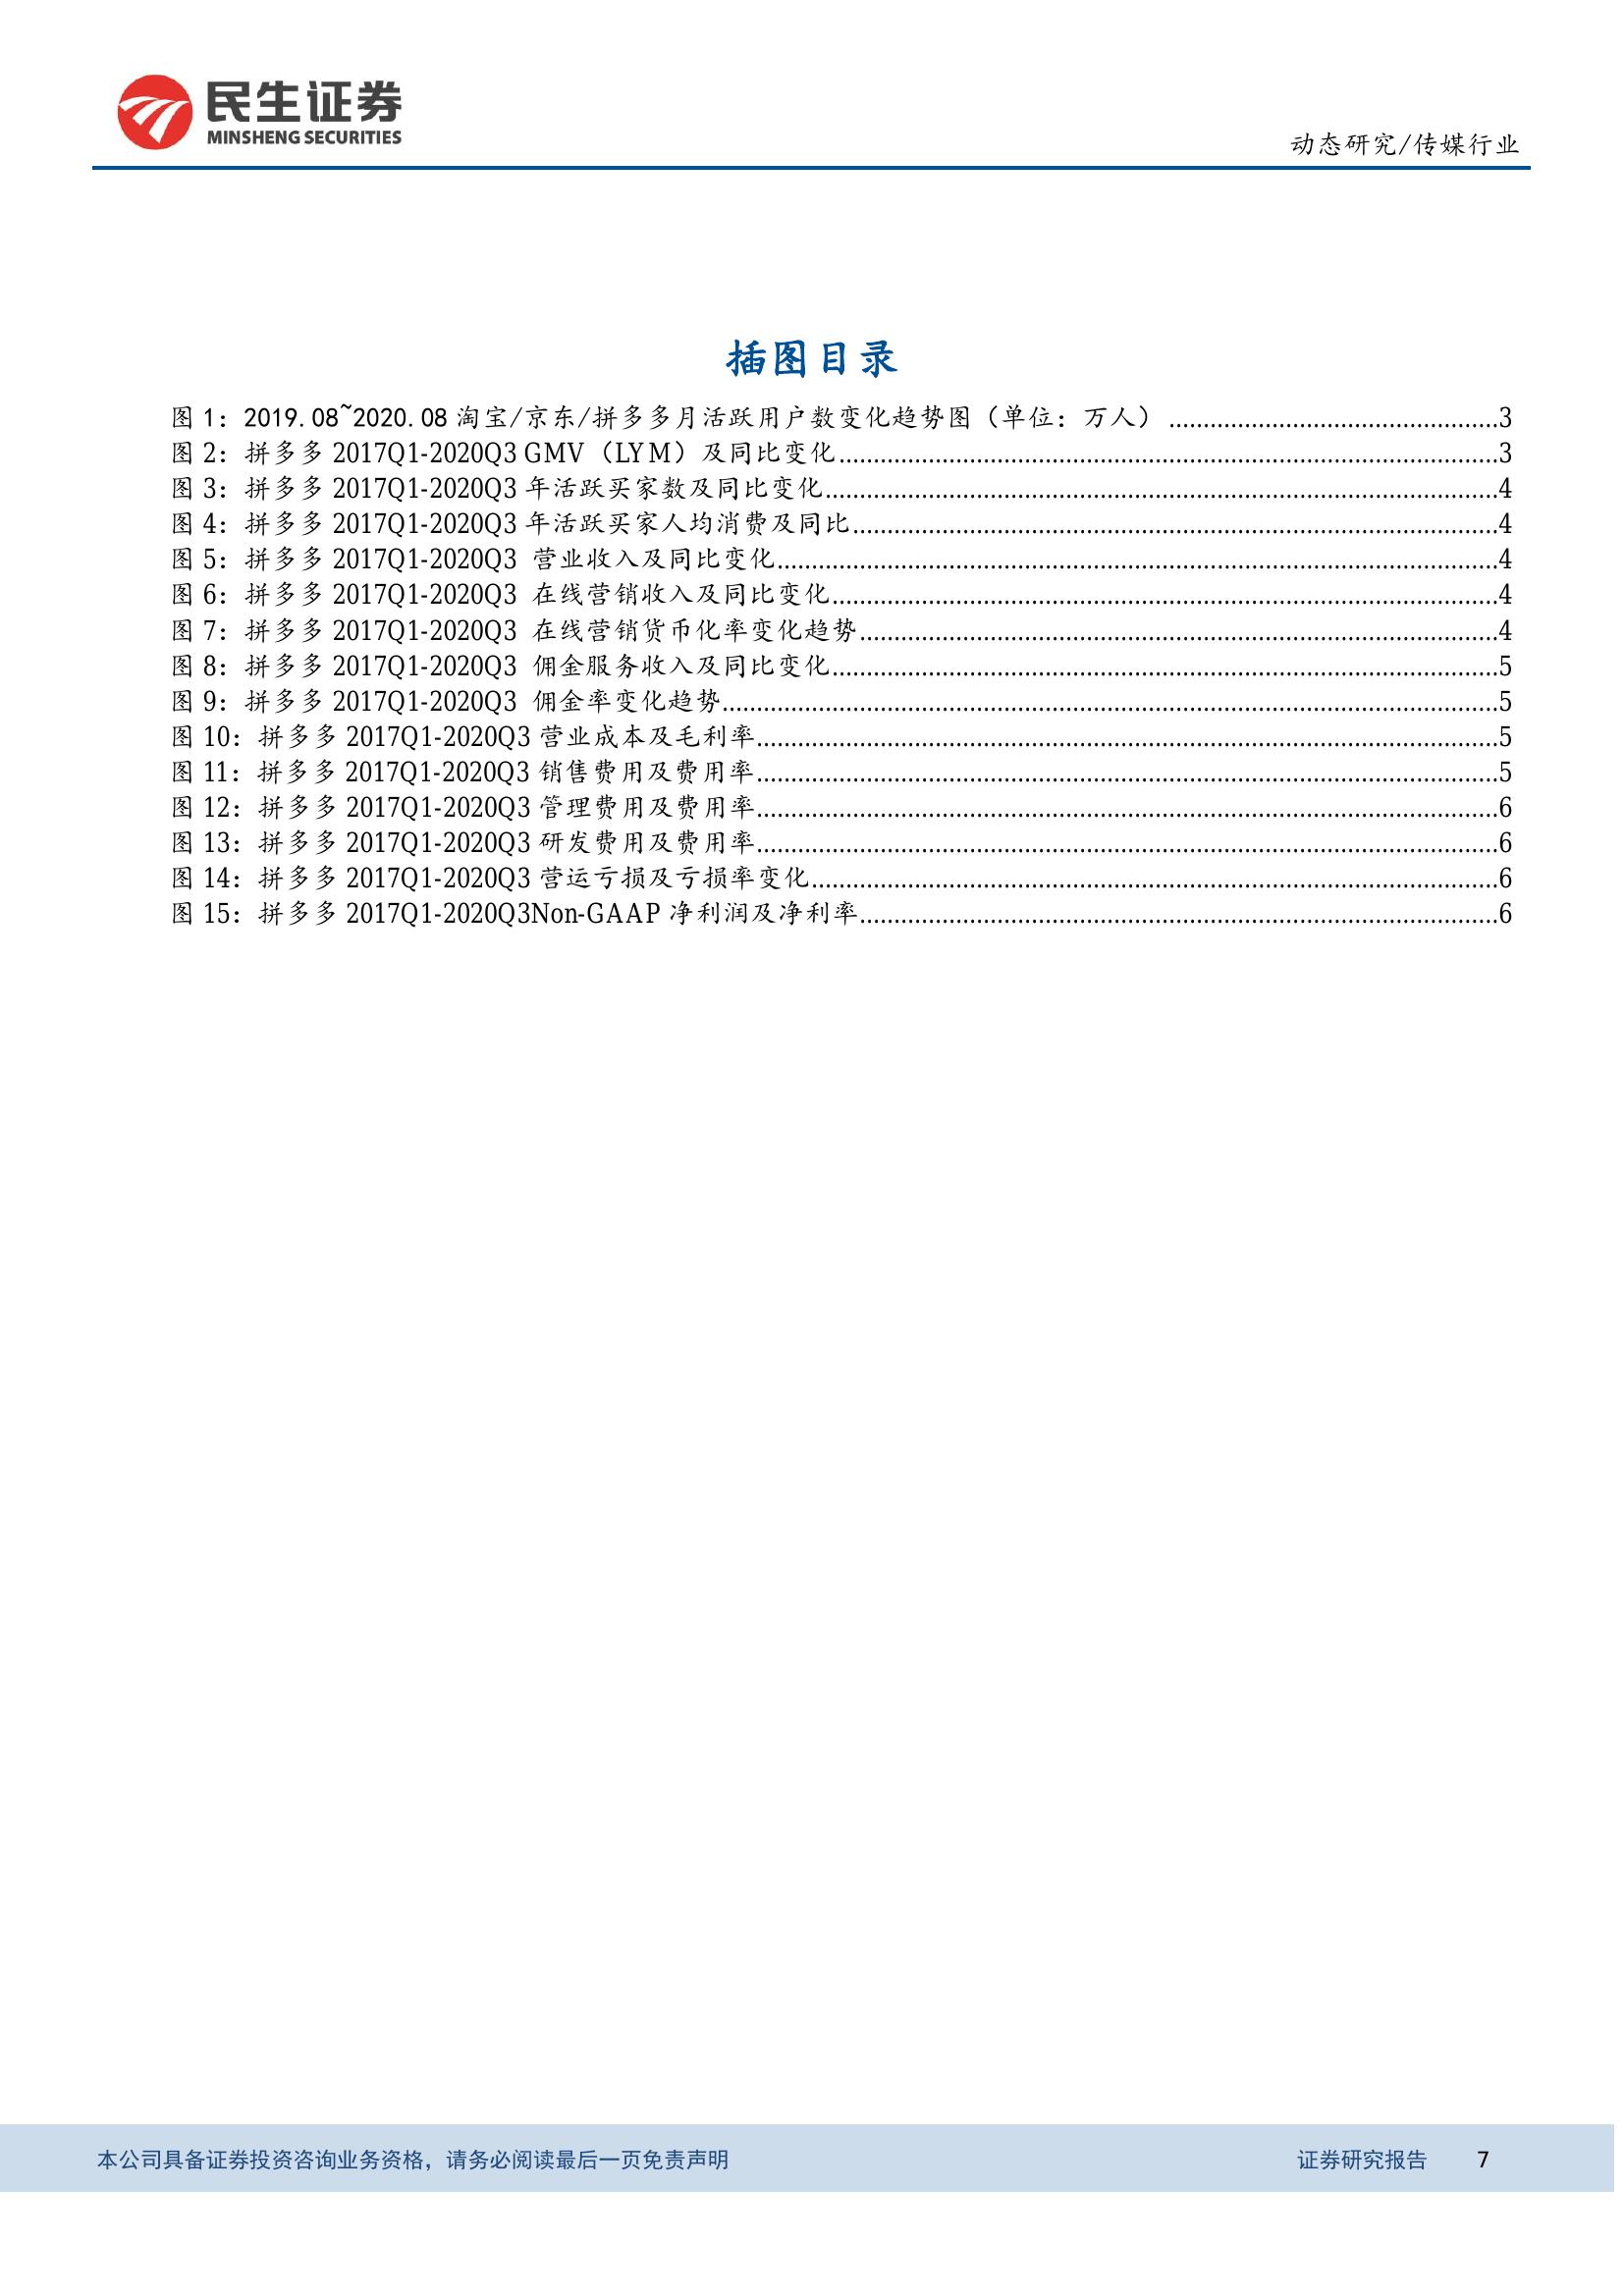 民生证券
MINSHENG SECURITIES
动态研究/传媒行业
插图目录
图 1：2019.08~2020.08 淘宝/京东/拼多多月活跃用户数变化趋势图（单位：万人）................................................3
图 2：拼多多 2017Q1-2020Q3 GMV（LYM）及同比变化................................................3
图 3：拼多多 2017Q1-2020Q3 年活跃买家数及同比变化................................................4
图 4：拼多多 2017Q1-2020Q3 年活跃买家人均消费及同比................................................4
图 5：拼多多 2017Q1-2020Q3 营业收入及同比变化................................................4
图 6：拼多多 2017Q1-2020Q3 在线营销收入及同比变化................................................4
图 7：拼多多 2017Q1-2020Q3 在线营销货币化率变化趋势................................................4
图 8：拼多多 2017Q1-2020Q3 佣金服务收入及同比变化................................................5
图 9：拼多多 2017Q1-2020Q3 佣金率变化趋势................................................5
图 10：拼多多 2017Q1-2020Q3 营业成本及毛利率................................................5
图 11：拼多多 2017Q1-2020Q3 销售费用及费用率................................................5
图 12：拼多多 2017Q1-2020Q3 管理费用及费用率................................................6
图 13：拼多多 2017Q1-2020Q3 研发费用及费用率................................................6
图 14：拼多多 2017Q1-2020Q3 营运亏损及亏损率变化................................................6
图 15：拼多多 2017Q1-2020Q3Non-GAAP 净利润及净利率................................................6
本公司具备证券投资咨询业务资格，请务必阅读最后一页免责声明
证券研究报告 7